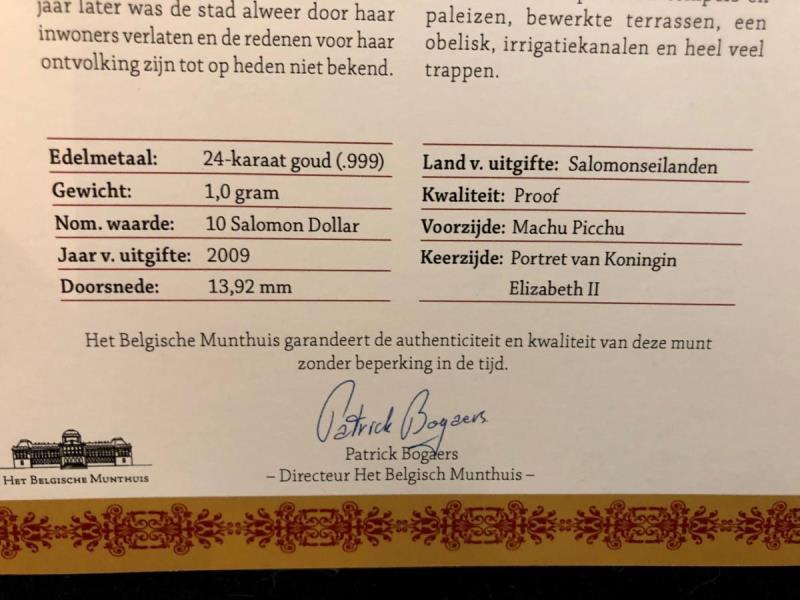 jaar later was de stad alweer door haar
inwoners verlaten en de redenen voor haar
ontvolking zijn tot op heden niet bekend.
paleizen, bewerkte terrassen, een
obelisk, irrigatiekanalen en heel veel
trappen.
Edelmetaal: 24-karaat goud (.999)
Gewicht: 1,0 gram
Nom. waarde: 10 Salomon Dollar
Jaar v. uitgifte: 2009
Doorsnede: 13,92 mm
Land v. uitgifte: Salomonseilanden
Kwaliteit: Proof
Voorzijde: Machu Picchu
Keerzijde: Portret van Koningin
Elizabeth II
Het Belgische Munthuis garandeert de authenticiteit en kwaliteit van deze munt
zonder beperking in de tijd.
Patrick Bogaers
Patrick Bogaers
– Directeur Het Belgisch Munthuis –
HET BELGISCHE MUNTHUIS